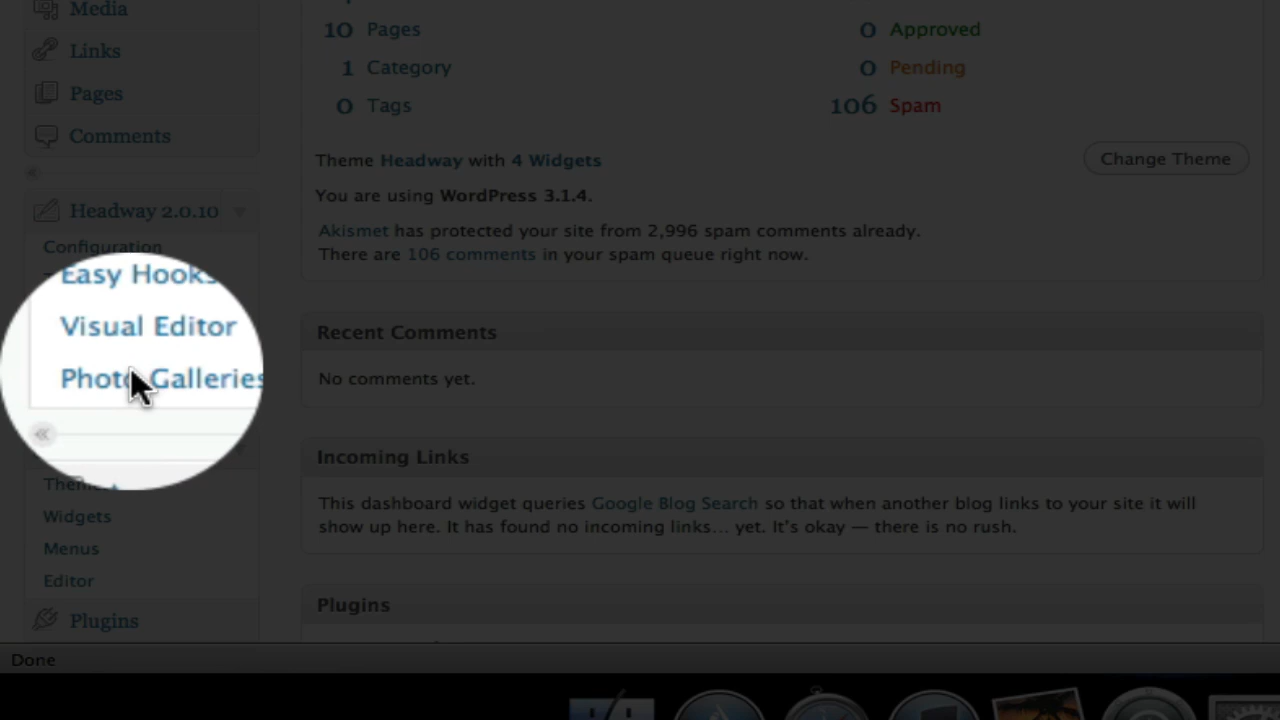 Media
Links
Pages
Comments
Headway 2.0.10
Configuration
Easy Hooks
Visual Editor
Photo Galleries
Themes
Widgets
Menus
Editor
Plugins
10 Pages
0 Approved
1 Category
0 Pending
0 Tags
106 Spam
Theme Headway with 4 Widgets
Change Theme
You are using WordPress 3.1.4.
Akismet has protected your site from 2,996 spam comments already.
There are 106 comments in your spam queue right now.
Recent Comments
No comments yet.
Incoming Links
This dashboard widget queries Google Blog Search so that when another blog links to your site it will
show up here. It has found no incoming links... yet. It's okay — there is no rush.
Plugins
Done